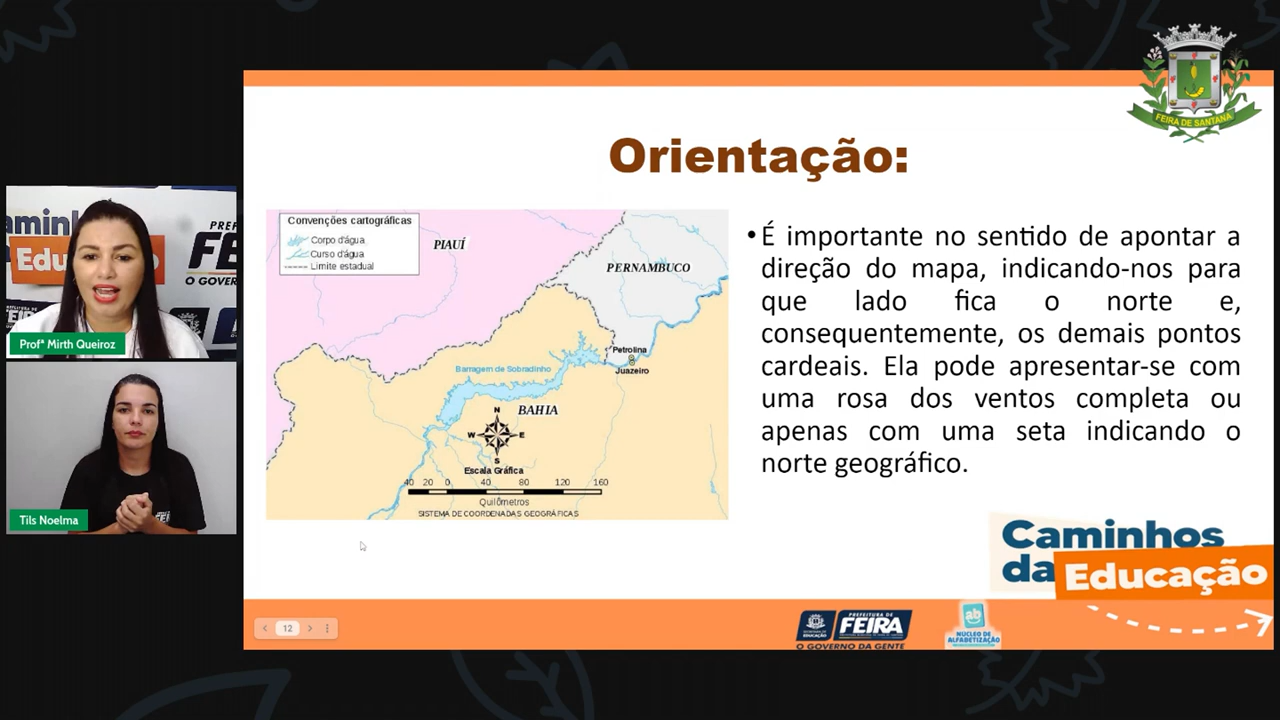 FEIRA DE SANTANA
Orientação:
Convenções cartográficas
Corpo d'água
Curso d'água
Limite estadual
PIAUÍ
PERNAMBUCO
Petrolina
Juazeiro
Barragem de Sobradinho
BAHIA
N
W E
S
Escala Gráfica
40 20 0 40 80 120 160
Quilômetros
SISTEMA DE COORDENADAS GEOGRÁFICAS
• É importante no sentido de apontar a
direção do mapa, indicando-nos para
que lado fica o norte e,
consequentemente, os demais pontos
cardeais. Ela pode apresentar-se com
uma rosa dos ventos completa ou
apenas com uma seta indicando o
norte geográfico.
Profª Mirth Queiroz
Tils Noelma
Caminhos
da Educação
12
PREFEITURA DE
FEIRA
O GOVERNO DA GENTE
ab
NÚCLEO DE
ALFABETIZAÇÃO